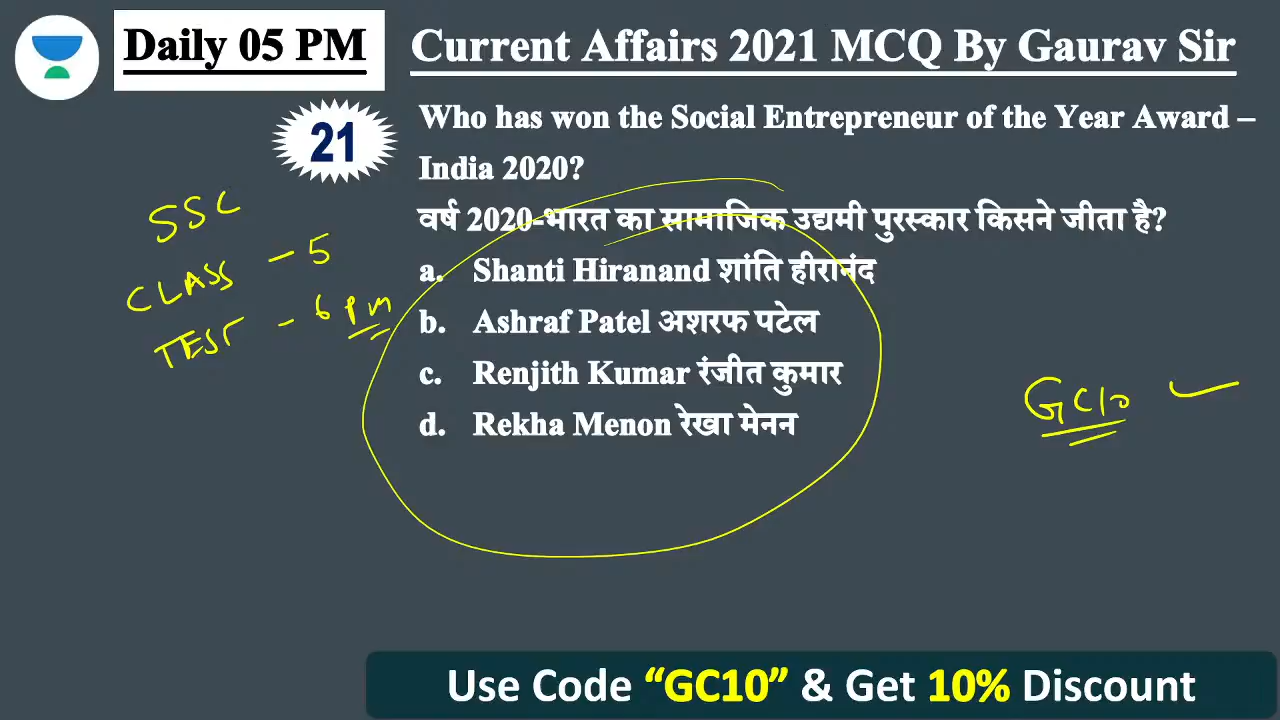 Daily 05 PM
Current Affairs 2021 MCQ By Gaurav Sir
21
Who has won the Social Entrepreneur of the Year Award –
India 2020?
वर्ष 2020-भारत का सामाजिक उद्यमी पुरस्कार किसने जीता है?
a. Shanti Hiranand शांति हीरानंद
b. Ashraf Patel अशरफ पटेल
c. Renjith Kumar रंजीत कुमार
d. Rekha Menon रेखा मेनन
SSC
CLASS - 5
TEST - 6 pm
GC10
Use Code “GC10” & Get 10% Discount